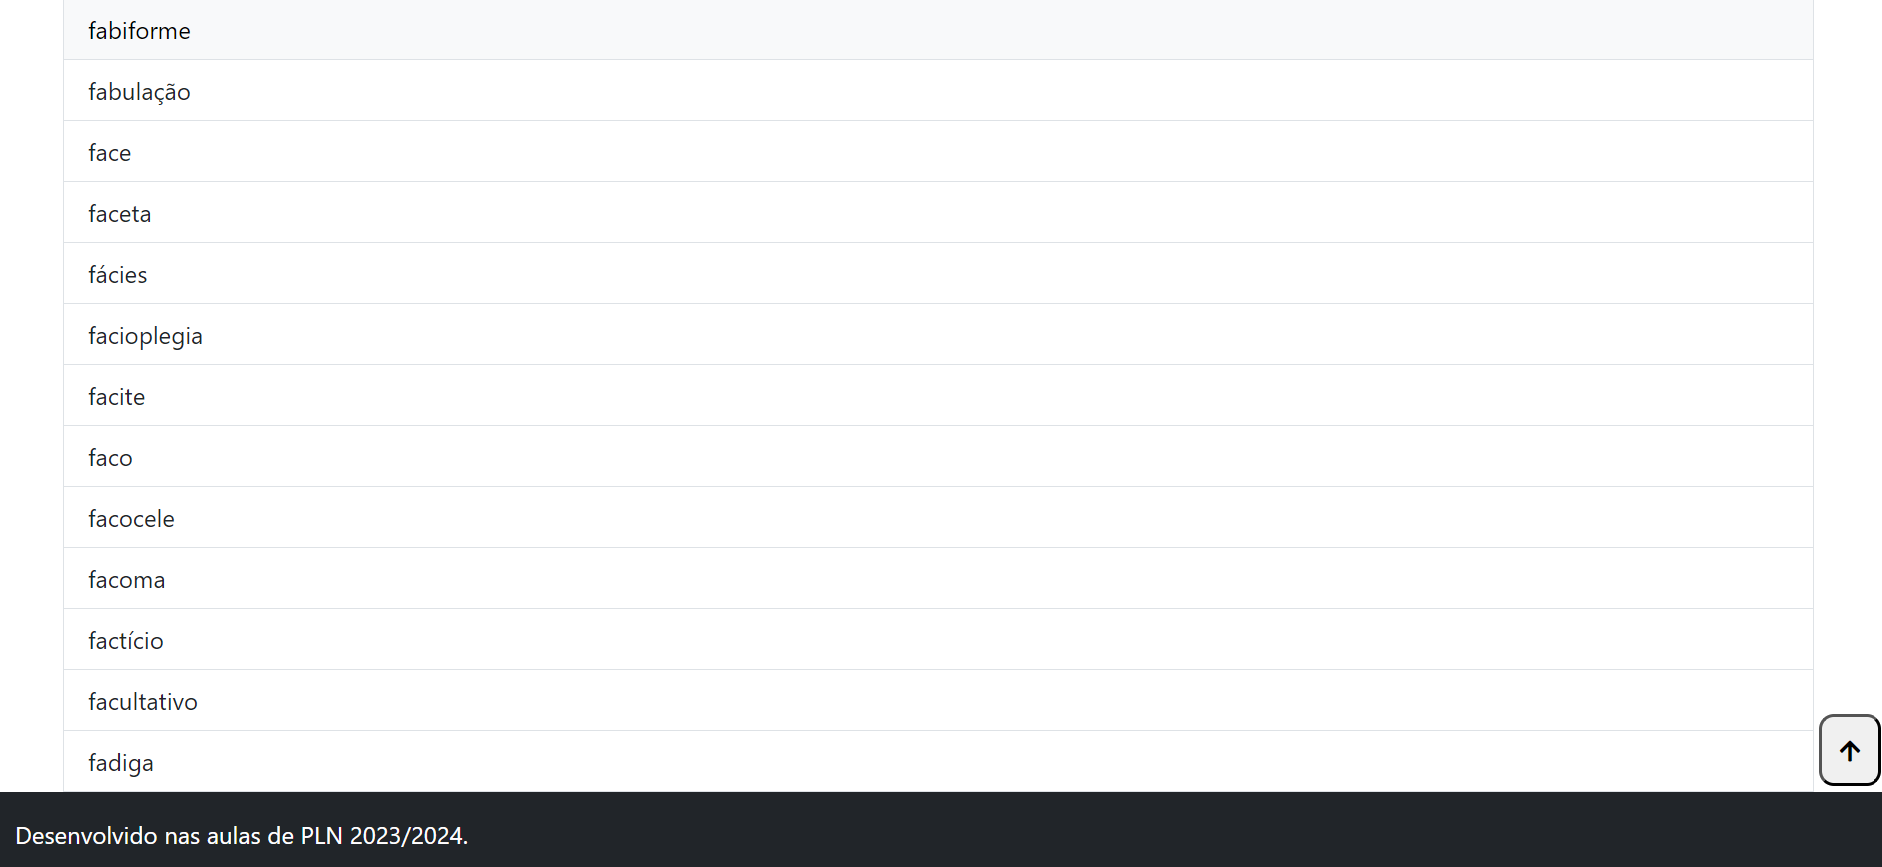 fabiforme
fabulação
face
faceta
fácies
facioplegia
facite
faco
facocele
facoma
factício
facultativo
fadiga
Desenvolvido nas aulas de PLN 2023/2024.